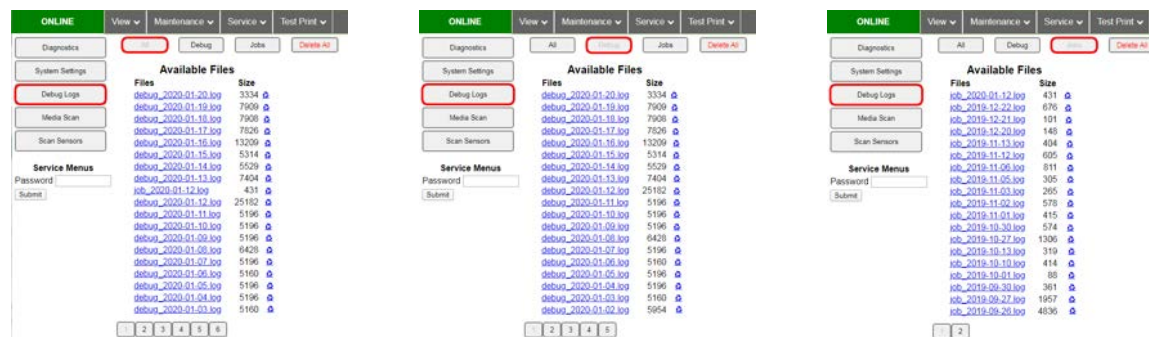 ONLINE View Maintenance Service Test Print
All Debug Jobs Delete All
Diagnostics
System Settings
Debug Logs
Media Scan
Scan Sensors
Service Menus
Password
Submit
Available Files
Files Size
debug_2020-01-20.log 3334
debug_2020-01-19.log 7909
debug_2020-01-18.log 7908
debug_2020-01-17.log 7826
debug_2020-01-16.log 13209
debug_2020-01-15.log 5314
debug_2020-01-14.log 5529
debug_2020-01-13.log 7404
job_2020-01-12.log 431
debug_2020-01-12.log 25182
debug_2020-01-11.log 5196
debug_2020-01-10.log 5196
debug_2020-01-09.log 5196
debug_2020-01-08.log 6428
debug_2020-01-07.log 5196
debug_2020-01-06.log 5160
debug_2020-01-05.log 5196
debug_2020-01-04.log 5196
debug_2020-01-03.log 5160
1 2 3 4 5 6
ONLINE View Maintenance Service Test Print
All Debug Jobs Delete All
Diagnostics
System Settings
Debug Logs
Media Scan
Scan Sensors
Service Menus
Password
Submit
Available Files
Files Size
debug_2020-01-20.log 3334
debug_2020-01-19.log 7909
debug_2020-01-18.log 7908
debug_2020-01-17.log 7826
debug_2020-01-16.log 13209
debug_2020-01-15.log 5314
debug_2020-01-14.log 5529
debug_2020-01-13.log 7404
debug_2020-01-12.log 25182
debug_2020-01-11.log 5196
debug_2020-01-10.log 5196
debug_2020-01-09.log 5196
debug_2020-01-08.log 6428
debug_2020-01-07.log 5196
debug_2020-01-06.log 5160
debug_2020-01-05.log 5196
debug_2020-01-04.log 5196
debug_2020-01-03.log 5160
debug_2020-01-02.log 5954
1 2 3 4 5
ONLINE View Maintenance Service Test Print
All Debug Jobs Delete All
Diagnostics
System Settings
Debug Logs
Media Scan
Scan Sensors
Service Menus
Password
Submit
Available Files
Files Size
job_2020-01-12.log 431
job_2019-12-22.log 676
job_2019-12-21.log 101
job_2019-12-20.log 148
job_2019-11-13.log 404
job_2019-11-12.log 605
job_2019-11-06.log 811
job_2019-11-05.log 305
job_2019-11-03.log 265
job_2019-11-02.log 578
job_2019-11-01.log 415
job_2019-10-30.log 574
job_2019-10-27.log 1306
job_2019-10-13.log 319
job_2019-10-10.log 414
job_2019-10-01.log 88
job_2019-09-30.log 361
job_2019-09-27.log 1957
job_2019-09-26.log 4836
1 2